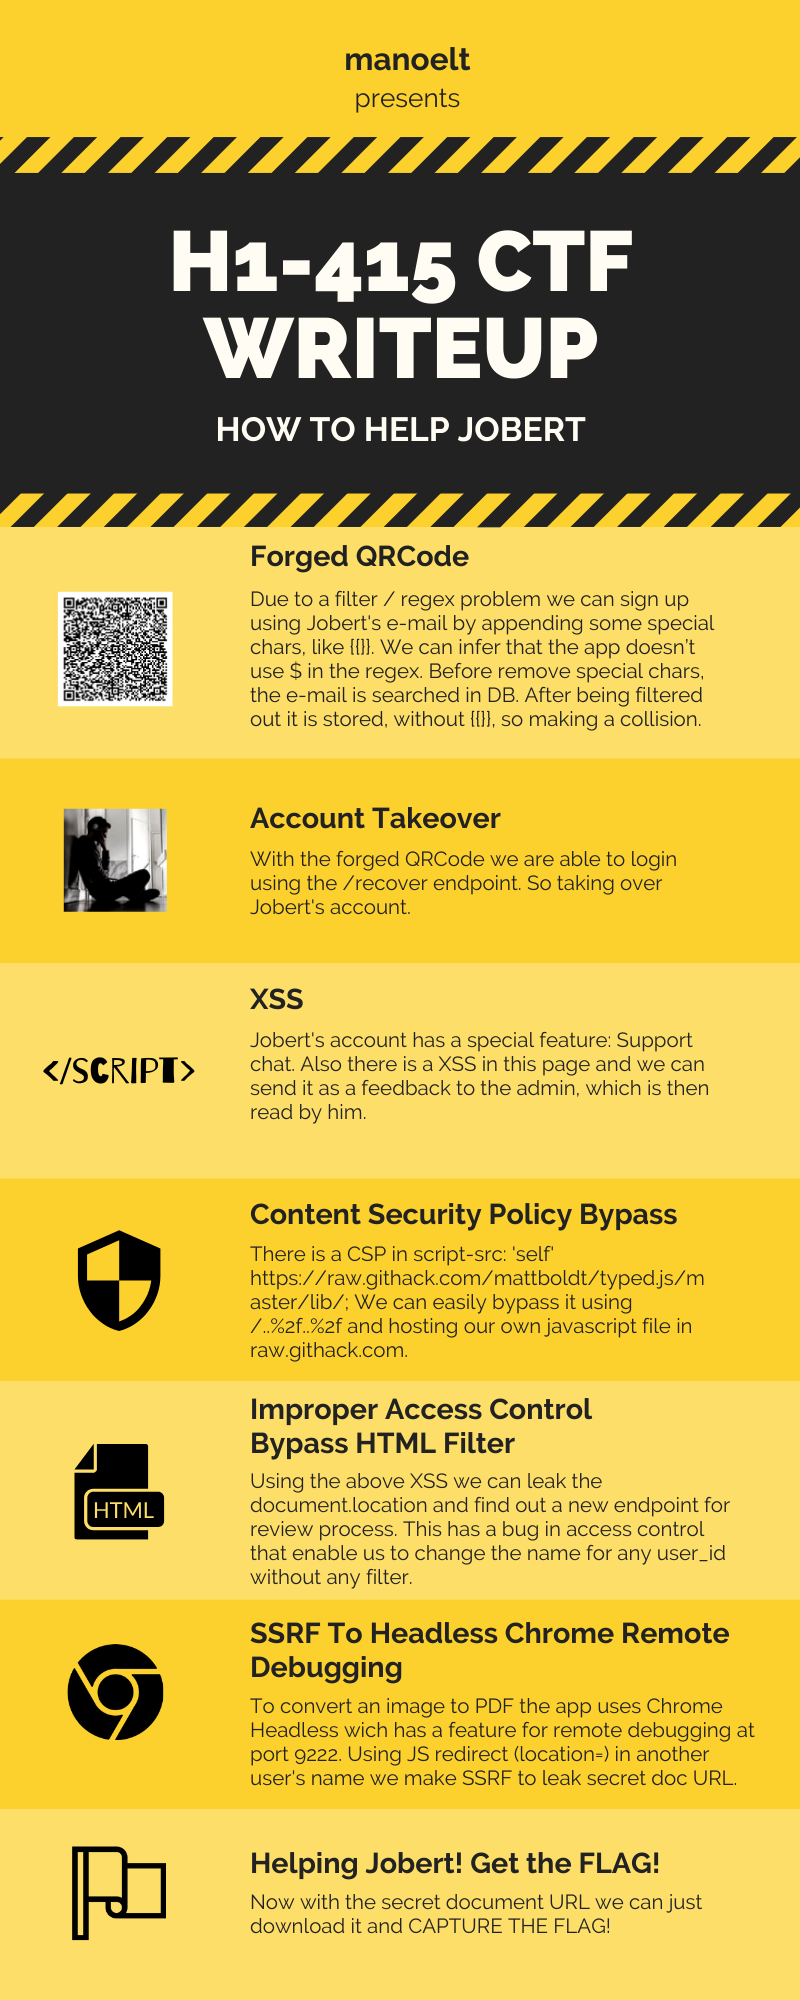 manoelt
presents
H1-415 CTF
WRITEUP
HOW TO HELP JOBERT
Forged QRCode
Due to a filter / regex problem we can sign up
using Jobert's e-mail by appending some special
chars, like {{}}. We can infer that the app doesn't
use $ in the regex. Before remove special chars,
the e-mail is searched in DB. After being filtered
out it is stored, without {{}}, so making a collision.
Account Takeover
With the forged QRCode we are able to login
using the /recover endpoint. So taking over
Jobert's account.
</SCRIPT>
XSS
Jobert's account has a special feature: Support
chat. Also there is a XSS in this page and we can
send it as a feedback to the admin, which is then
read by him.
Content Security Policy Bypass
There is a CSP in script-src: 'self'
https://raw.githack.com/mattboldt/typed.js/m
aster/lib/; We can easily bypass it using
/..%2f..%2f and hosting our own javascript file in
raw.githack.com.
HTML
Improper Access Control
Bypass HTML Filter
Using the above XSS we can leak the
document.location and find out a new endpoint for
review process. This has a bug in access control
that enable us to change the name for any user_id
without any filter.
SSRF To Headless Chrome Remote
Debugging
To convert an image to PDF the app uses Chrome
Headless wich has a feature for remote debugging at
port 9222. Using JS redirect (location=) in another
user's name we make SSRF to leak secret doc URL.
Helping Jobert! Get the FLAG!
Now with the secret document URL we can just
download it and CAPTURE THE FLAG!